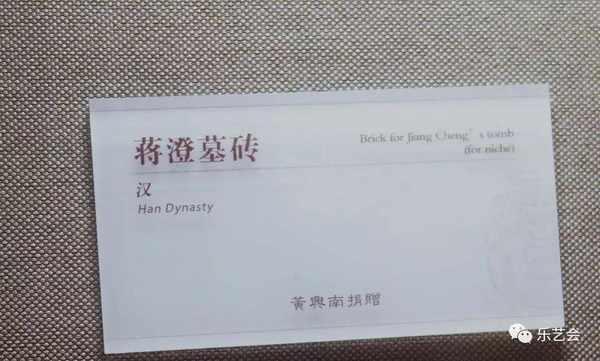 蒋澄墓砖
Brick for Jiang Cheng's tomb
(for niche)
汉
Han Dynasty
黄興南捐赠
乐艺会